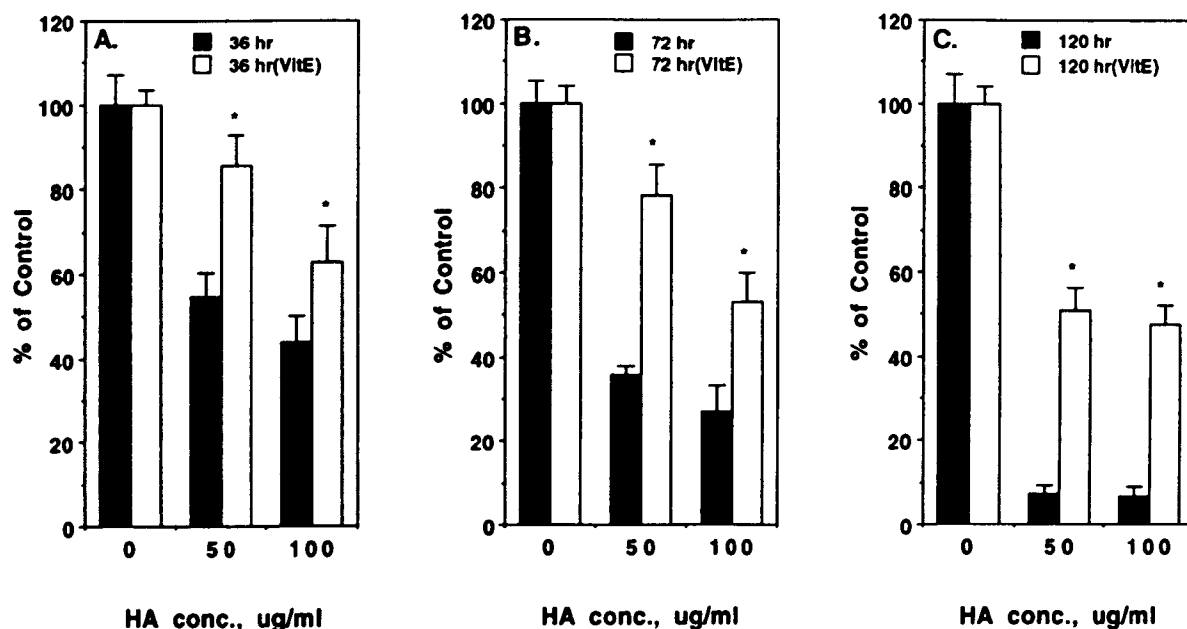 A.
36 hr
36 hr(VitE)
% of Control
120
100
80
60
40
20
0
*
*
0 50 100
HA conc., ug/ml
B.
72 hr
72 hr(VitE)
% of Control
120
100
80
60
40
20
0
*
*
0 50 100
HA conc., ug/ml
C.
120 hr
120 hr(VitE)
% of Control
120
100
80
60
40
20
0
*
*
0 50 100
HA conc., ug/ml